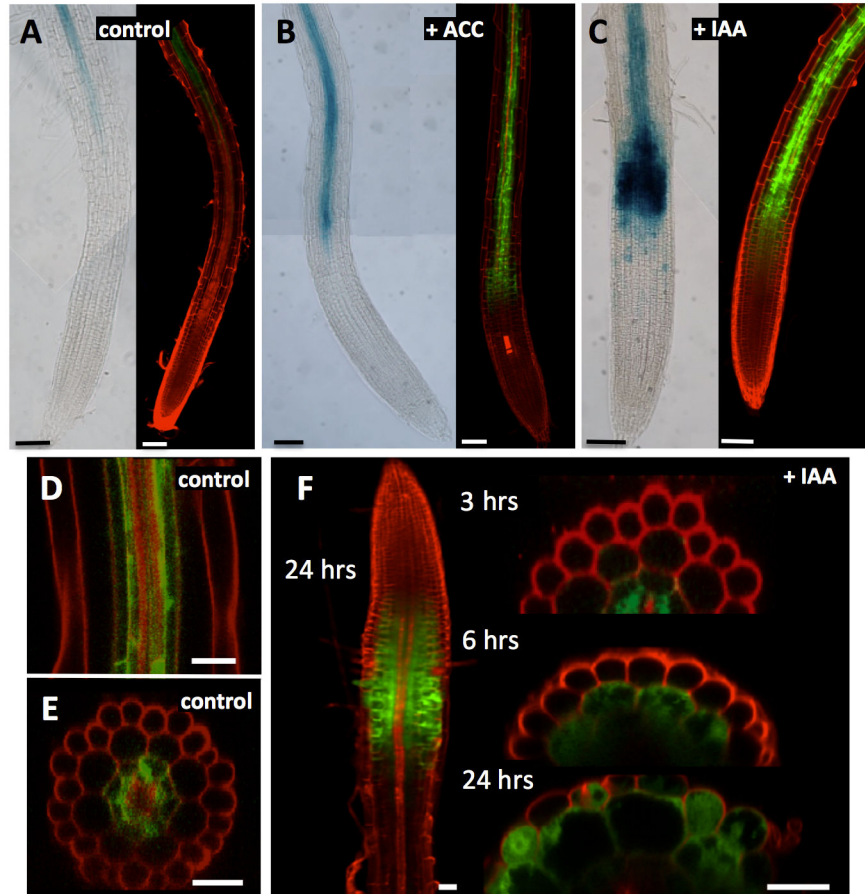 A control
B + ACC
C + IAA
D control
E control
F + IAA
24 hrs
3 hrs
6 hrs
24 hrs